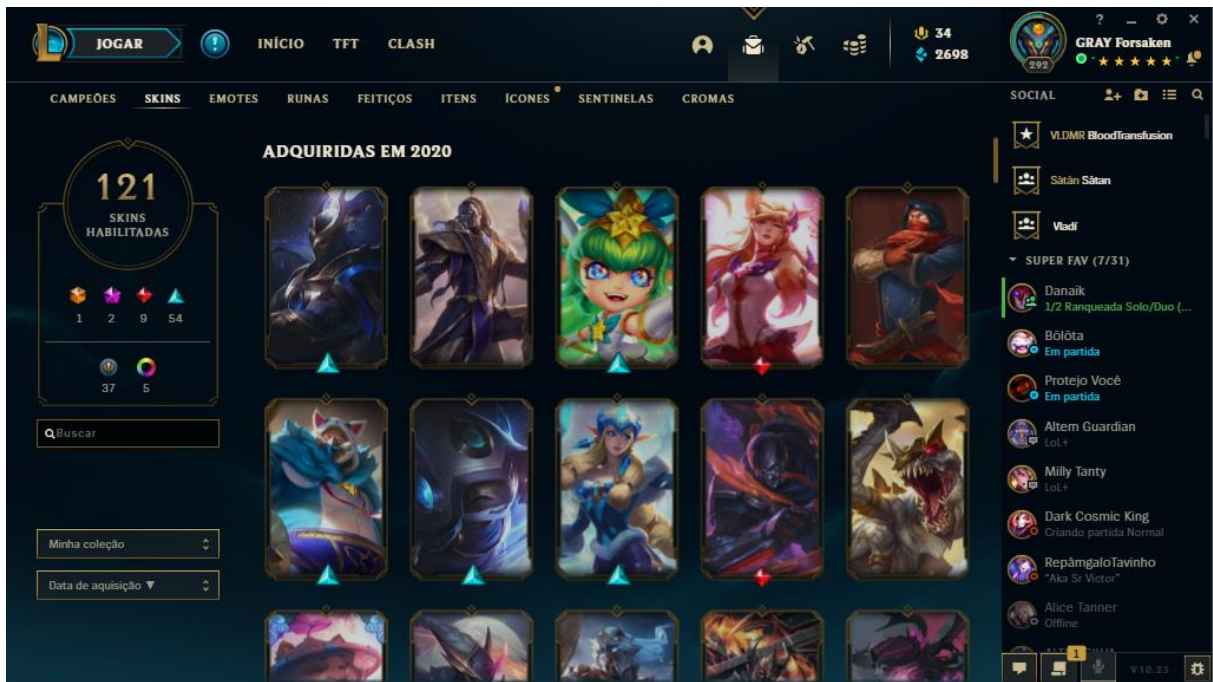 JOGAR
INÍCIO
TFT
CLASH
34
2698
?
GRAY Forsaken
292
CAMPEÕES
SKINS
EMOTES
RUNAS
FEITIÇOS
ITENS
ÍCONES
SENTINELAS
CROMAS
121
SKINS
HABILITADAS
1 2 9 54
37 5
Buscar
Minha coleção
Data de aquisição ▼
ADQUIRIDAS EM 2020
SOCIAL
VLDMR BloodTransfusion
Sàtàn Sàtan
Vladí
SUPER FAV (7/31)
Danaik
1/2 Ranqueada Solo/Duo (...
Bôlôta
Em partida
Protejo Você
Em partida
Altem Guardian
LoL+
Milly Tanty
LoL+
Dark Cosmic King
Criando partida Normal
RepâmgaloTavinho
"Aka Sr Victor"
Alice Tanner
Offline
1
V10.23